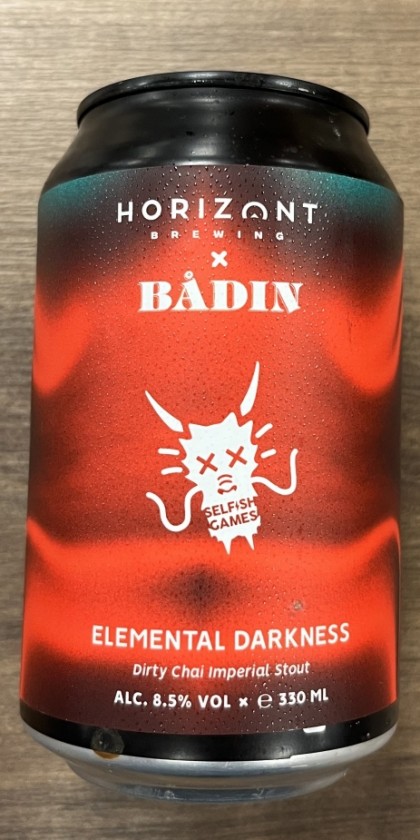 HORIZONT
BREWING
×
BÅDIN
SELFISH
GAMES
ELEMENTAL DARKNESS
Dirty Chai Imperial Stout
ALC. 8.5% VOL × ℮ 330 ML